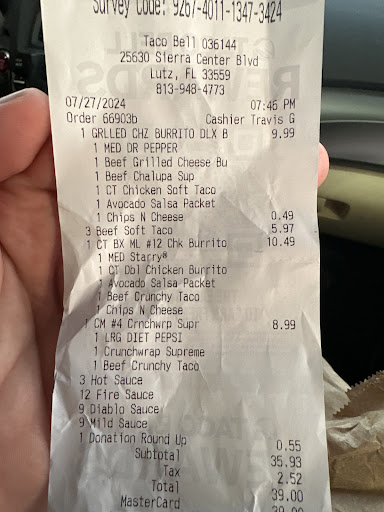 Survey Code: 9267-4011-1347-3424
Taco Bell 036144
25630 Sierra Center Blvd
Lutz, FL 33559
813-948-4773
07/27/2024 07:46 PM
Order 66903b Cashier Travis G
1 GRLLED CHZ BURRITO DLX B 9.99
1 MED DR PEPPER
1 Beef Grilled Cheese Bu
1 Beef Chalupa Sup
1 CT Chicken Soft Taco
1 Avocado Salsa Packet
1 Chips N Cheese 0.49
3 Beef Soft Taco 5.97
1 CT BX ML #12 Chk Burrito 10.49
1 MED Starry®
1 CT Dbl Chicken Burrito
1 Avocado Salsa Packet
1 Beef Crunchy Taco
1 Chips N Cheese
1 CM #4 Crnchwrp Supr 8.99
1 LRG DIET PEPSI
1 Crunchwrap Supreme
1 Beef Crunchy Taco
3 Hot Sauce
12 Fire Sauce
9 Diablo Sauce
9 Mild Sauce
1 Donation Round Up 0.55
Subtotal 35.93
Tax 2.52
Total 39.00
MasterCard 39.00